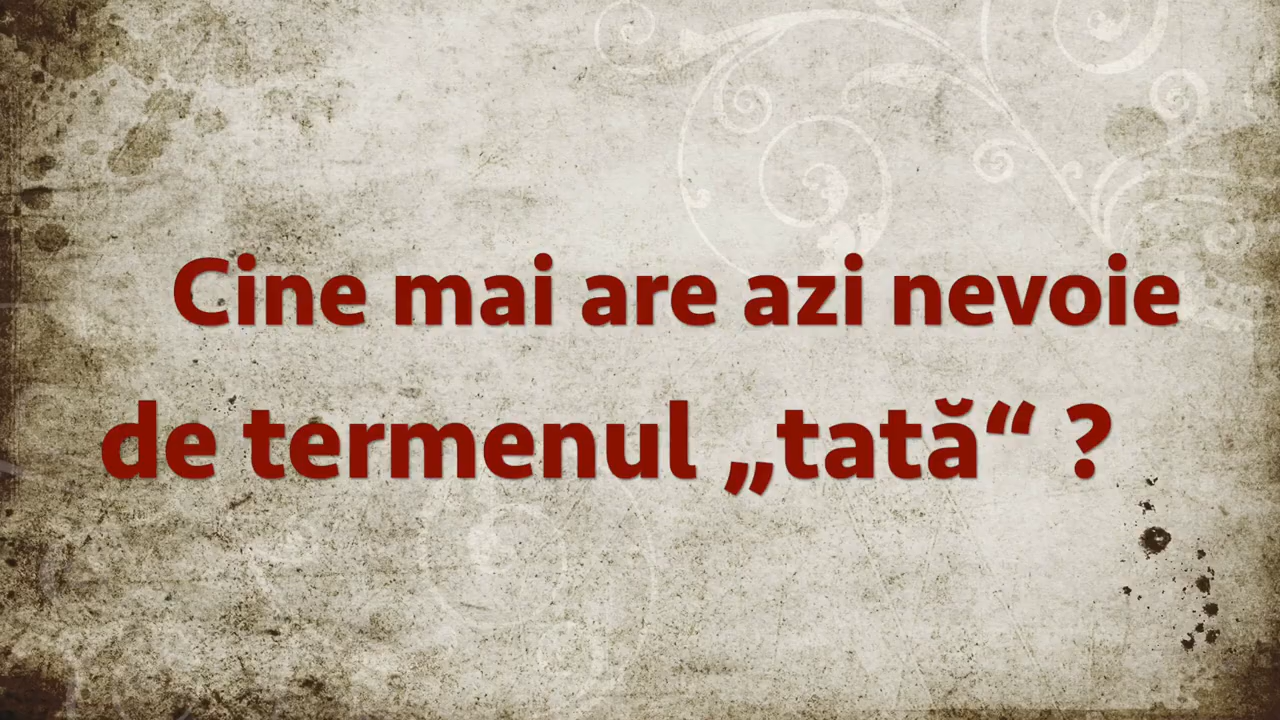 Cine mai are azi nevoie
de termenul „tată“ ?